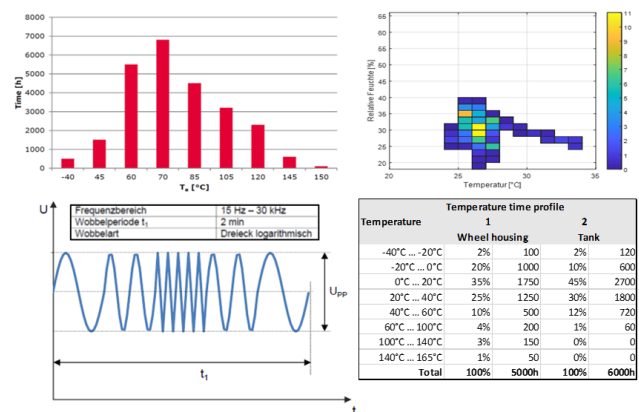 8000
7000
6000
5000
4000
3000
2000
1000
0
Time [h]
-40 45 60 70 85 105 120 145 150
Ts [°C]
65
60
55
50
45
40
35
30
25
20
Relative Feuchte [%]
20 25 30 35
Temperatur [°C]
11
10
9
8
7
6
5
4
3
2
1
0
U
Frequenzbereich 15 Hz – 30 kHz
Wobbelperiode t1 2 min
Wobbelart Dreieck logarithmisch
UPP
t1
t
Temperature time profile
Temperature 1 2
Wheel housing Tank
-40°C ... -20°C 2% 100 2% 120
-20°C ... 0°C 20% 1000 10% 600
0°C ... 20°C 35% 1750 45% 2700
20°C ... 40°C 25% 1250 30% 1800
40°C ... 60°C 10% 500 12% 720
60°C ... 100°C 4% 200 1% 60
100°C ... 140°C 3% 150 0% 0
140°C ... 165°C 1% 50 0% 0
Total 100% 5000h 100% 6000h